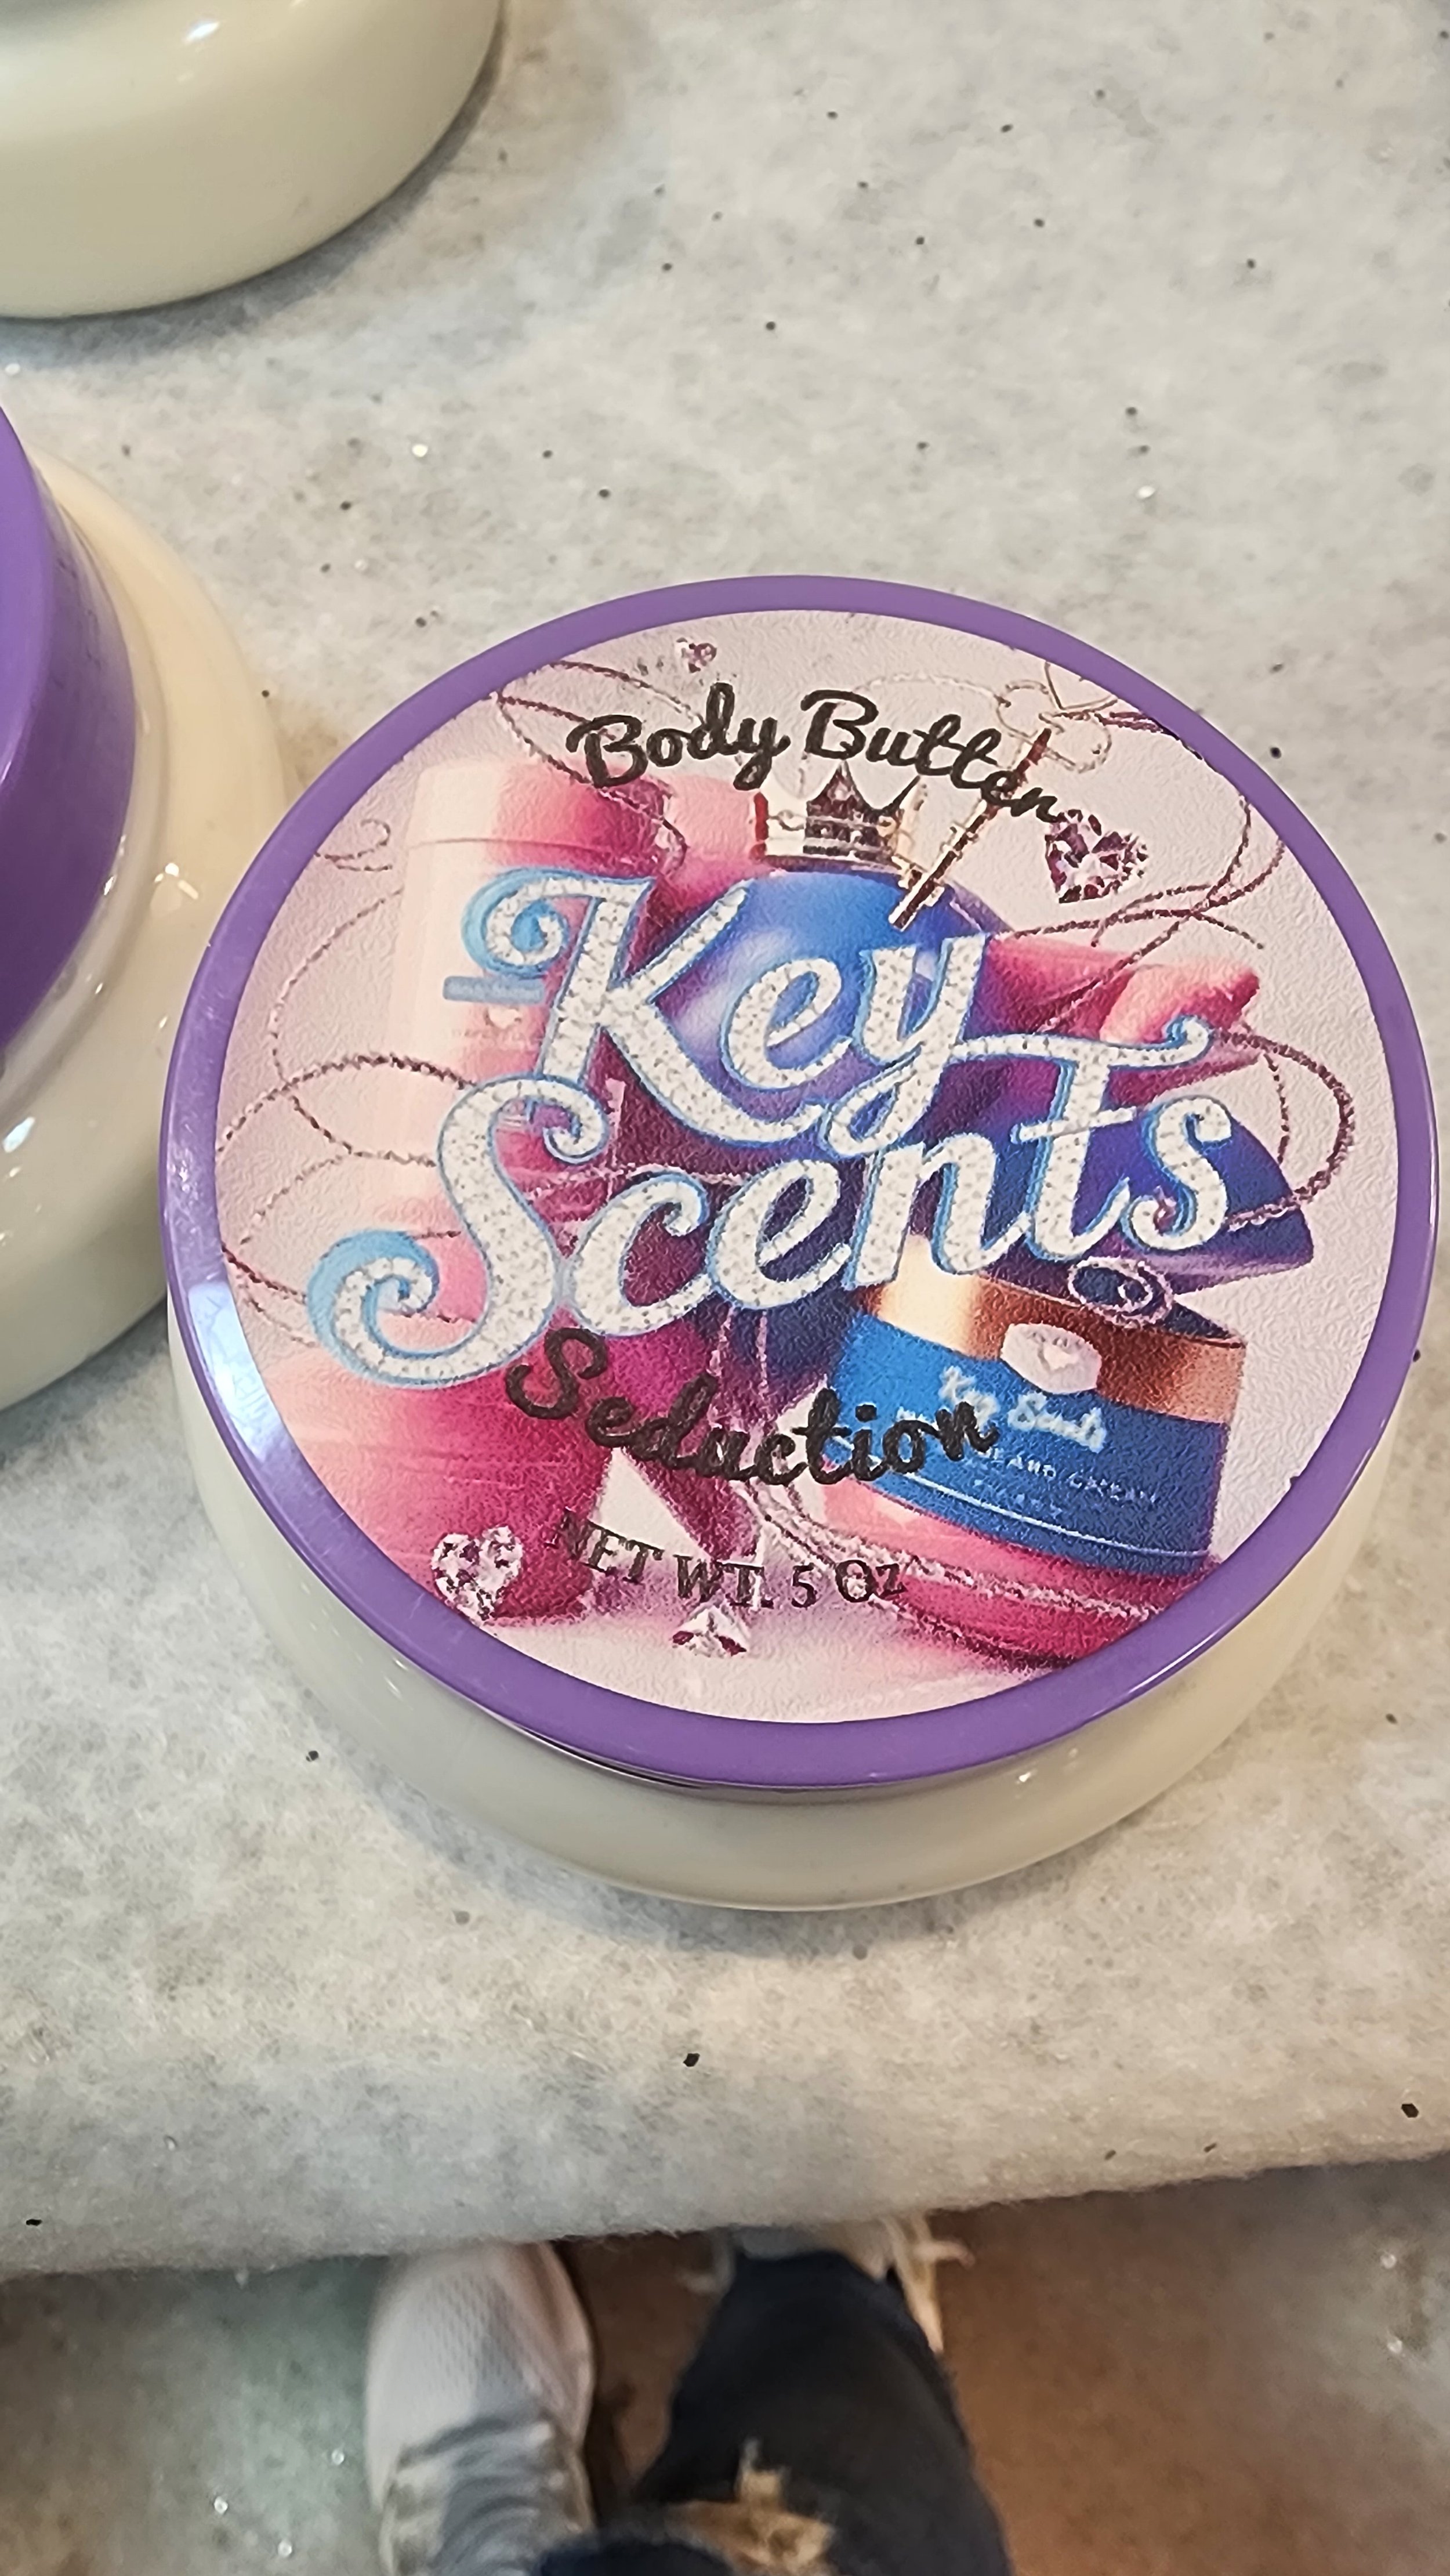 Body Butter
Key
Scents
Seduction
Key Scents
NET WT. 5 Oz